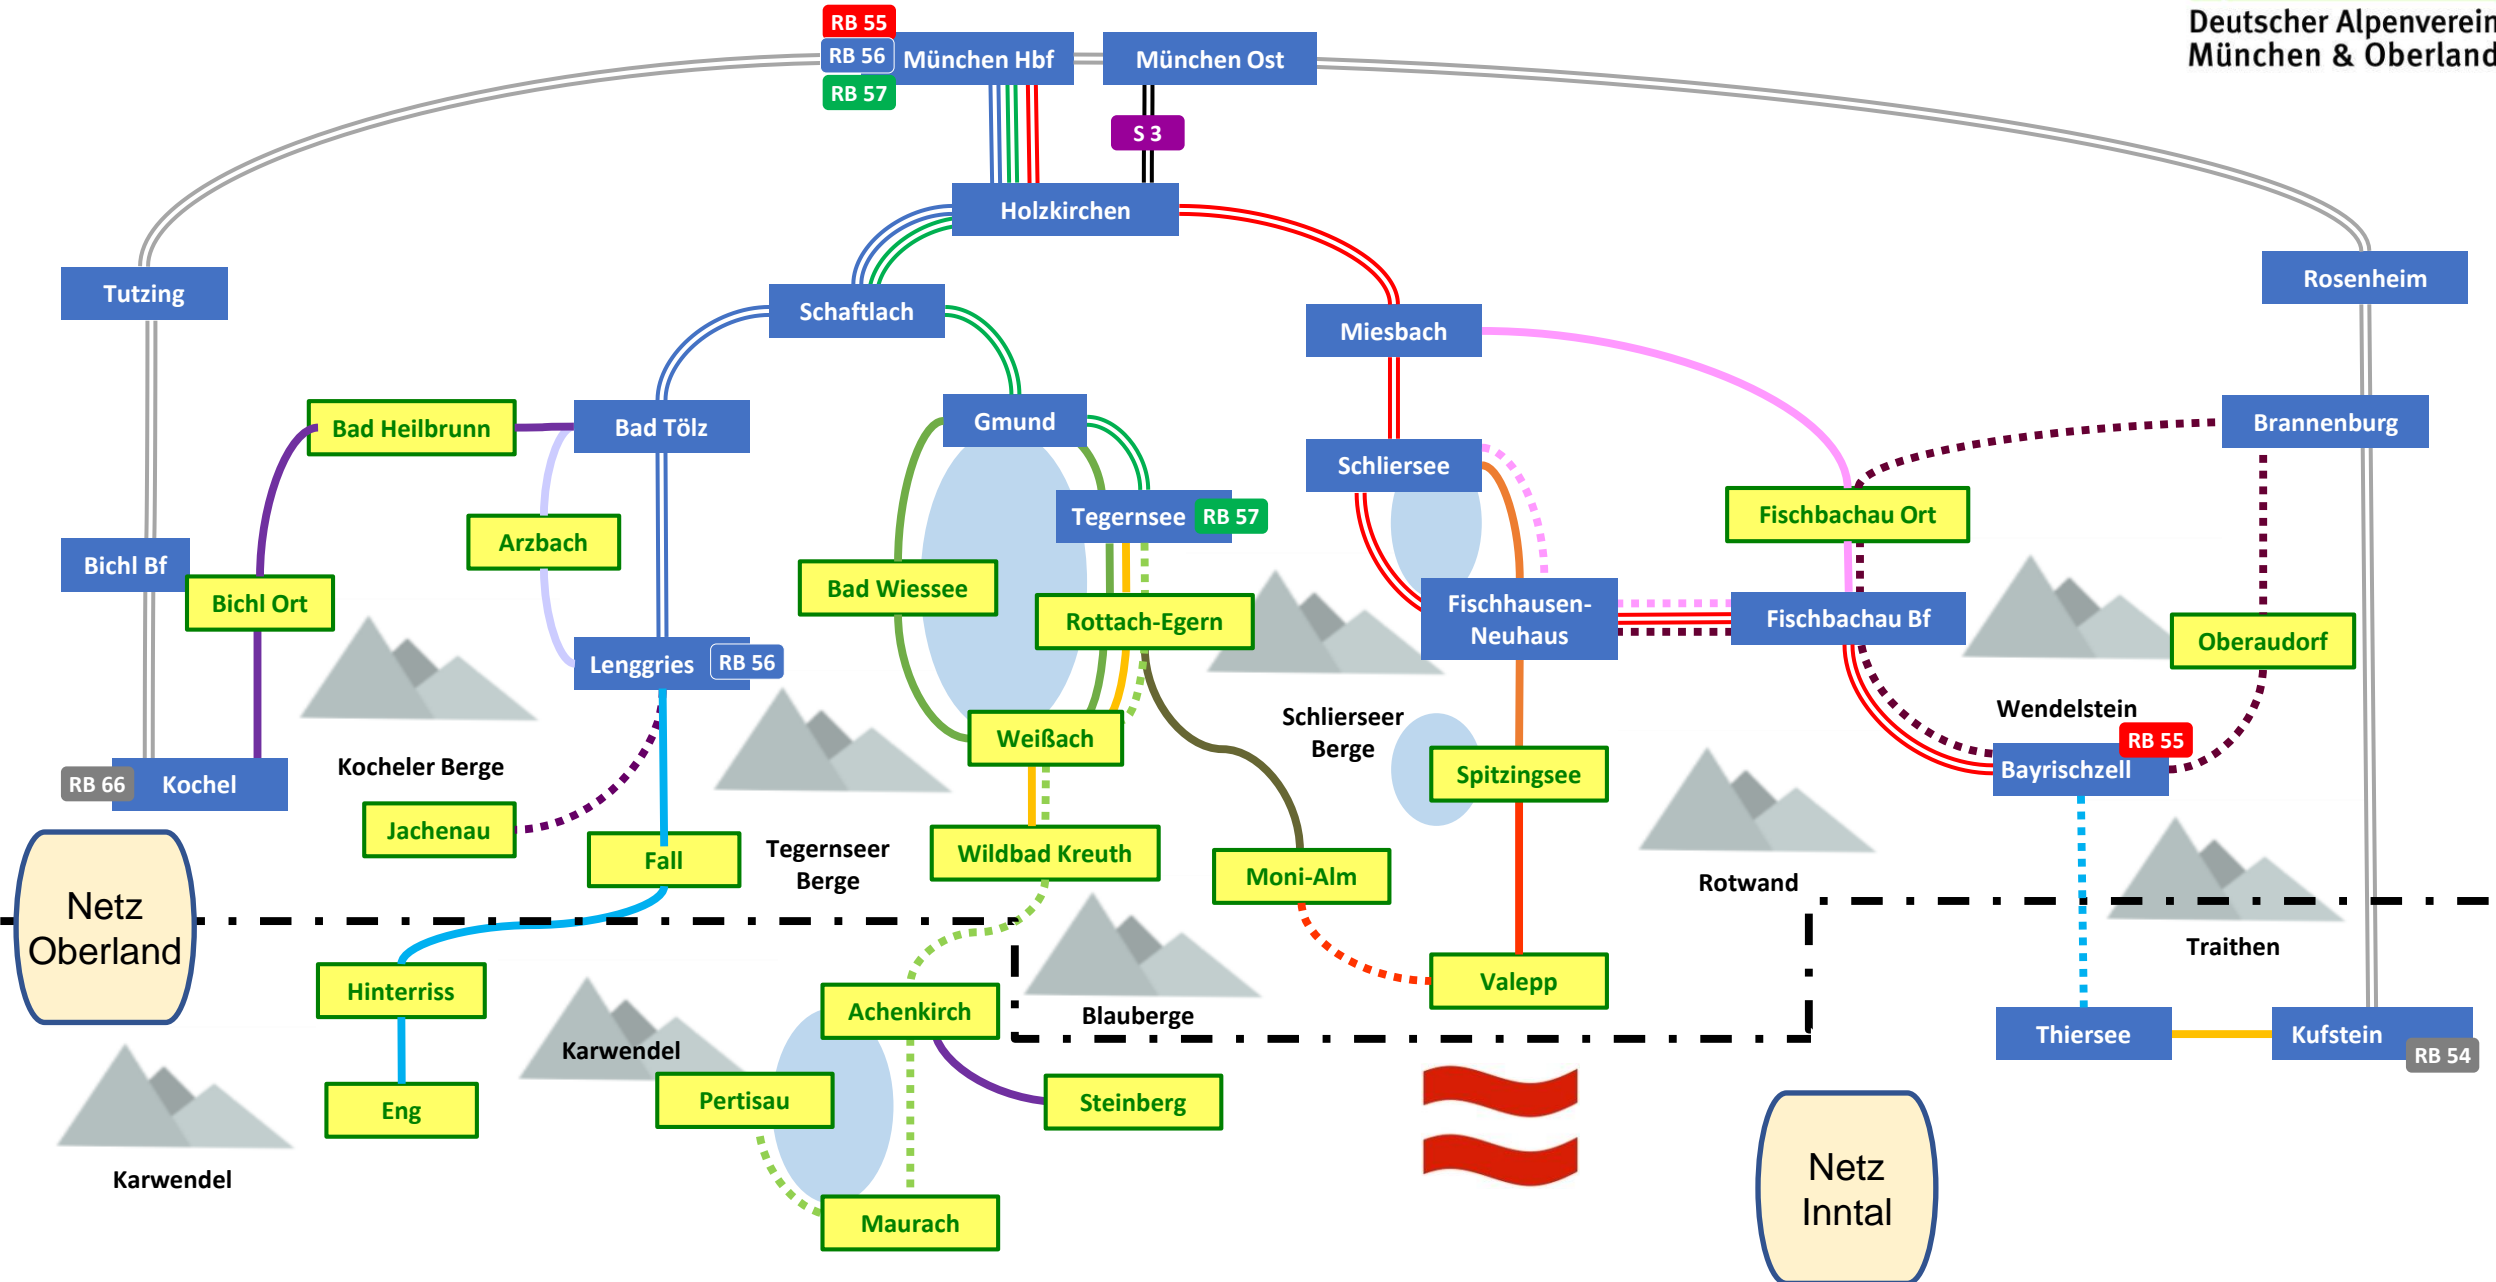 Deutscher Alpenverein
München & Oberland
RB 55
RB 56
RB 57
München Hbf
München Ost
S 3
Holzkirchen
Tutzing
Schaftlach
Miesbach
Rosenheim
Bad Heilbrunn
Bad Tölz
Gmund
Schliersee
Brannenburg
Arzbach
Tegernsee
RB 57
Fischbachau Ort
Bichl Bf
Bichl Ort
Bad Wiessee
Rottach-Egern
Fischhausen-
Neuhaus
Fischbachau Bf
Oberaudorf
Lenggries
RB 56
Weißach
Schlierseer
Berge
Wendelstein
RB 55
Bayrischzell
Kocheler Berge
RB 66
Kochel
Spitzingsee
Jachenau
Fall
Tegernseer
Berge
Wildbad Kreuth
Moni-Alm
Rotwand
Netz
Oberland
Traithen
Hinterriss
Achenkirch
Blauberge
Valepp
Karwendel
Thiersee
Kufstein
RB 54
Eng
Pertisau
Steinberg
Karwendel
Maurach
Netz
Inntal